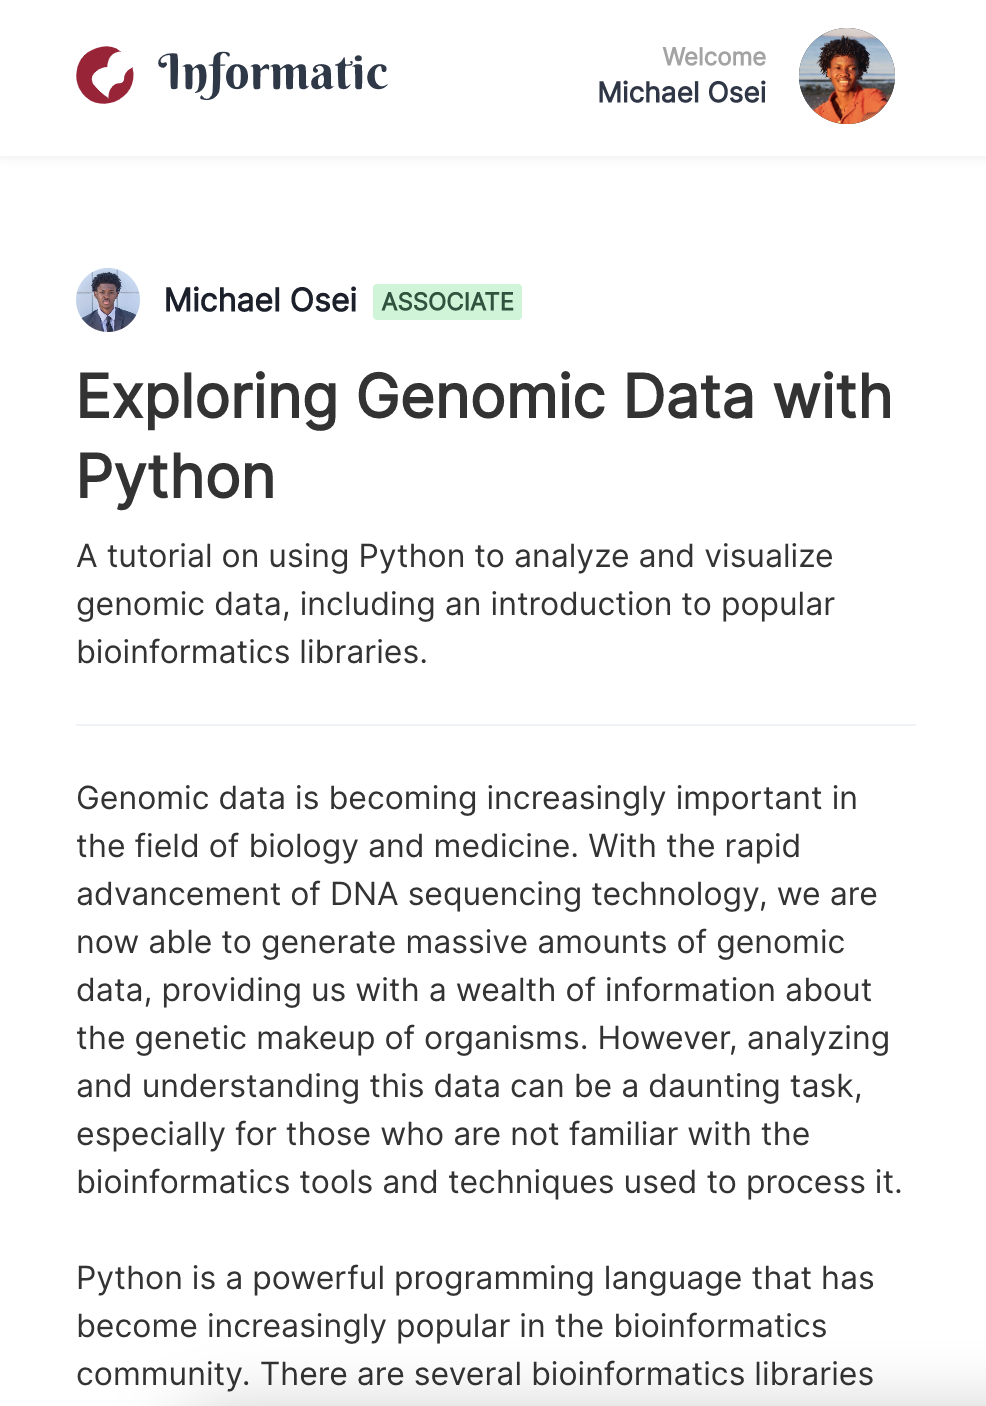 Informatic
Welcome
Michael Osei
Michael Osei ASSOCIATE
Exploring Genomic Data with
Python
A tutorial on using Python to analyze and visualize
genomic data, including an introduction to popular
bioinformatics libraries.
Genomic data is becoming increasingly important in
the field of biology and medicine. With the rapid
advancement of DNA sequencing technology, we are
now able to generate massive amounts of genomic
data, providing us with a wealth of information about
the genetic makeup of organisms. However, analyzing
and understanding this data can be a daunting task,
especially for those who are not familiar with the
bioinformatics tools and techniques used to process it.
Python is a powerful programming language that has
become increasingly popular in the bioinformatics
community. There are several bioinformatics libraries